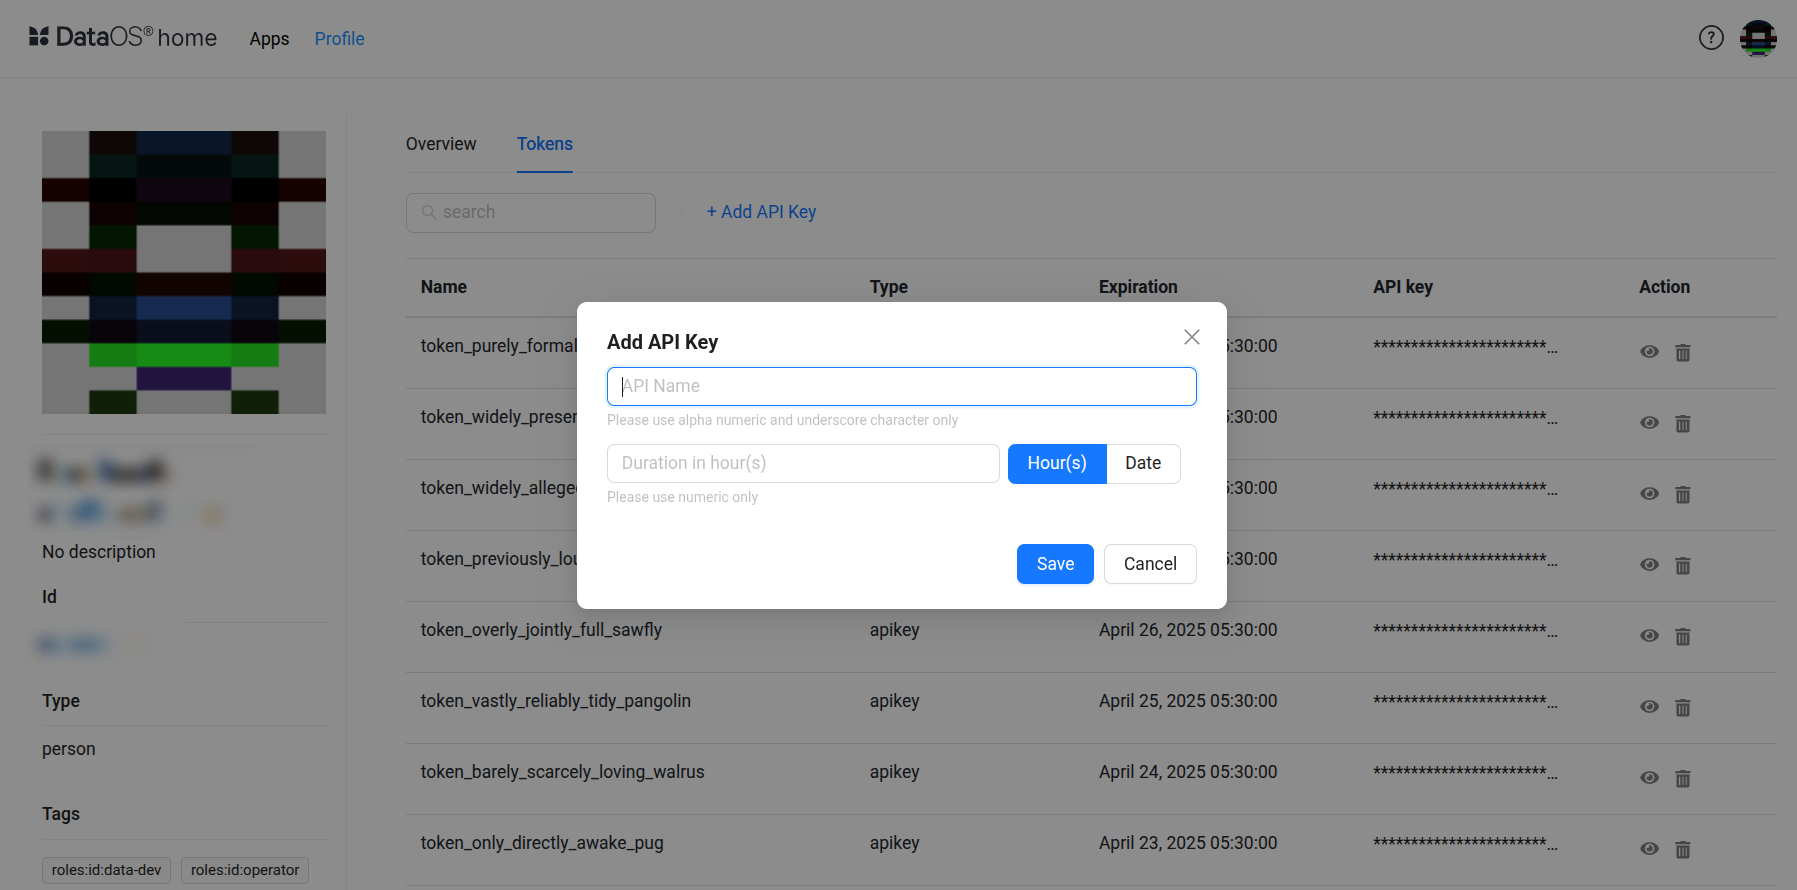 DataOS® home Apps Profile ?
Overview Tokens
search + Add API Key
Name Type Expiration API key Action
token_purely_formal 5:30:00 ************************...
token_widely_preser 5:30:00 ************************...
token_widely_allege 5:30:00 ************************...
token_previously_lou 5:30:00 ************************...
token_overly_jointly_full_sawfly apikey April 26, 2025 05:30:00 ************************...
token_vastly_reliably_tidy_pangolin apikey April 25, 2025 05:30:00 ************************...
token_barely_scarcely_loving_walrus apikey April 24, 2025 05:30:00 ************************...
token_only_directly_awake_pug apikey April 23, 2025 05:30:00 ************************...
Add API Key
API Name
Please use alpha numeric and underscore character only
Duration in hour(s) Hour(s) Date
Please use numeric only
Save Cancel
No description
Id
Type
person
Tags
roles:id:data-dev roles:id:operator